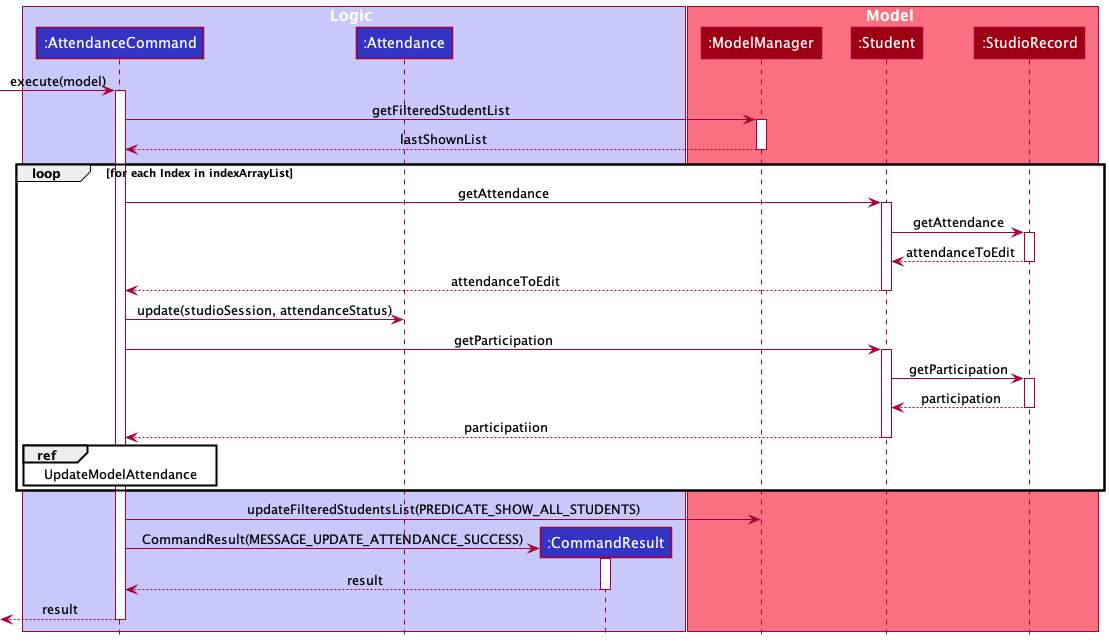 Logic
Model
:AttendanceCommand
:Attendance
:ModelManager
:Student
:StudioRecord
execute(model)
getFilteredStudentList
lastShownList
loop
[for each Index in indexArrayList]
getAttendance
getAttendance
attendanceToEdit
attendanceToEdit
update(studioSession, attendanceStatus)
getParticipation
getParticipation
participation
participatiion
ref
UpdateModelAttendance
updateFilteredStudentsList(PREDICATE_SHOW_ALL_STUDENTS)
CommandResult(MESSAGE_UPDATE_ATTENDANCE_SUCCESS)
:CommandResult
result
result